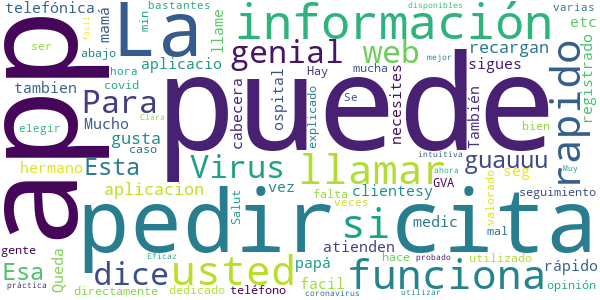 telefónica
bastantes
disponibles
varias
mamá
facil
min
llame
mejor
etc
ser
La
información
abajo
hora
aplicacio
genial
web
recargan
tambien
covid
Hay
mucha
sigues
app
puede
rapido
registrado
Para
cabecera
ospital
explicado
Se
necesites
También
elegir
Mucho
Clara
bien
gusta
caso
hermano
Esta
Virus
llamar
guauuu
intuitiva
ahora
Muy
aplicacion
vez
falta
clientesy
GVA
seg
seguimiento
pedir
si
cita
veces
Salut
medic
valorado
mal
gente
Esa
Queda
dice
usted
atienden
funciona
utilizado
rápido
papá
hace
probado
opinión
Eficaz
facil
práctica
directamente
dedicado
teléfono
coronavirus
utilizar